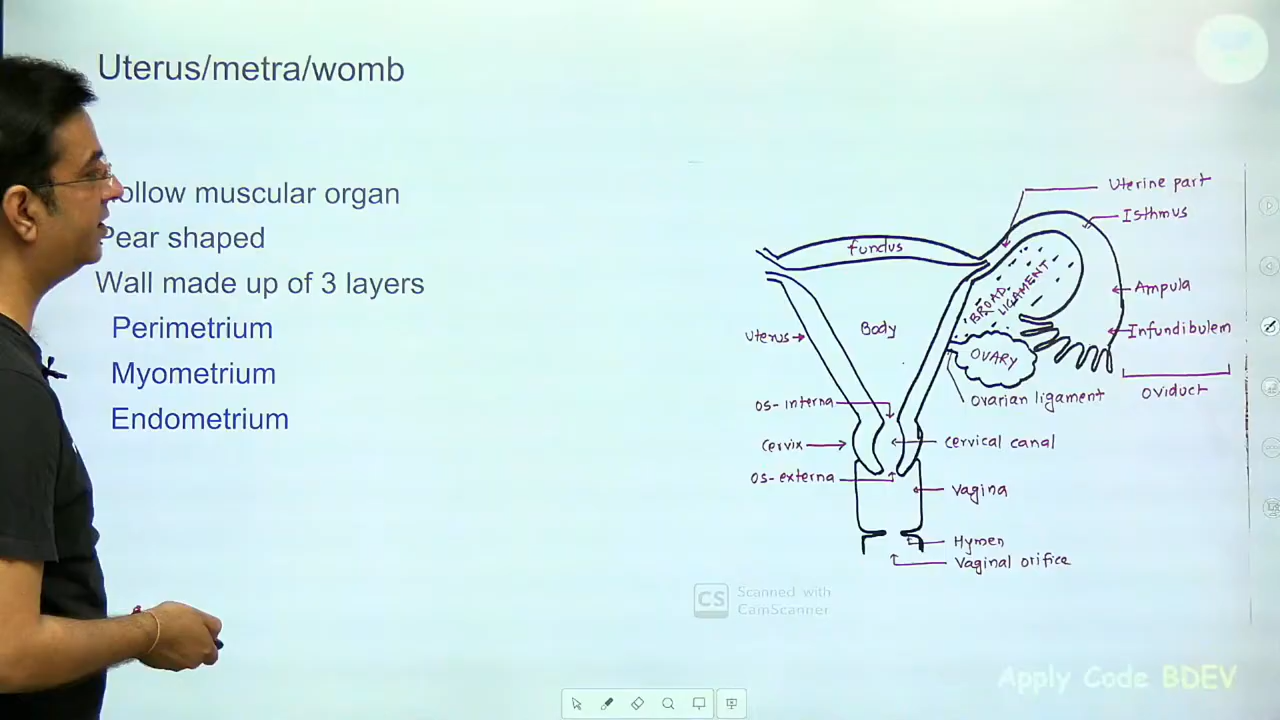 Uterus/metra/womb
ollow muscular organ
Pear shaped
Wall made up of 3 layers
Perimetrium
Myometrium
Endometrium
Uterine part
Isthmus
fundus
BROAD
LIGAMENT
Ampula
Infundibulem
Uterus
Body
OVARY
Oviduct
Os-interna
Ovarian ligament
Cervix
Cervical canal
Os-externa
Vagina
Hymen
Vaginal orifice
CS
Scanned with
CamScanner
Apply Code BDEV